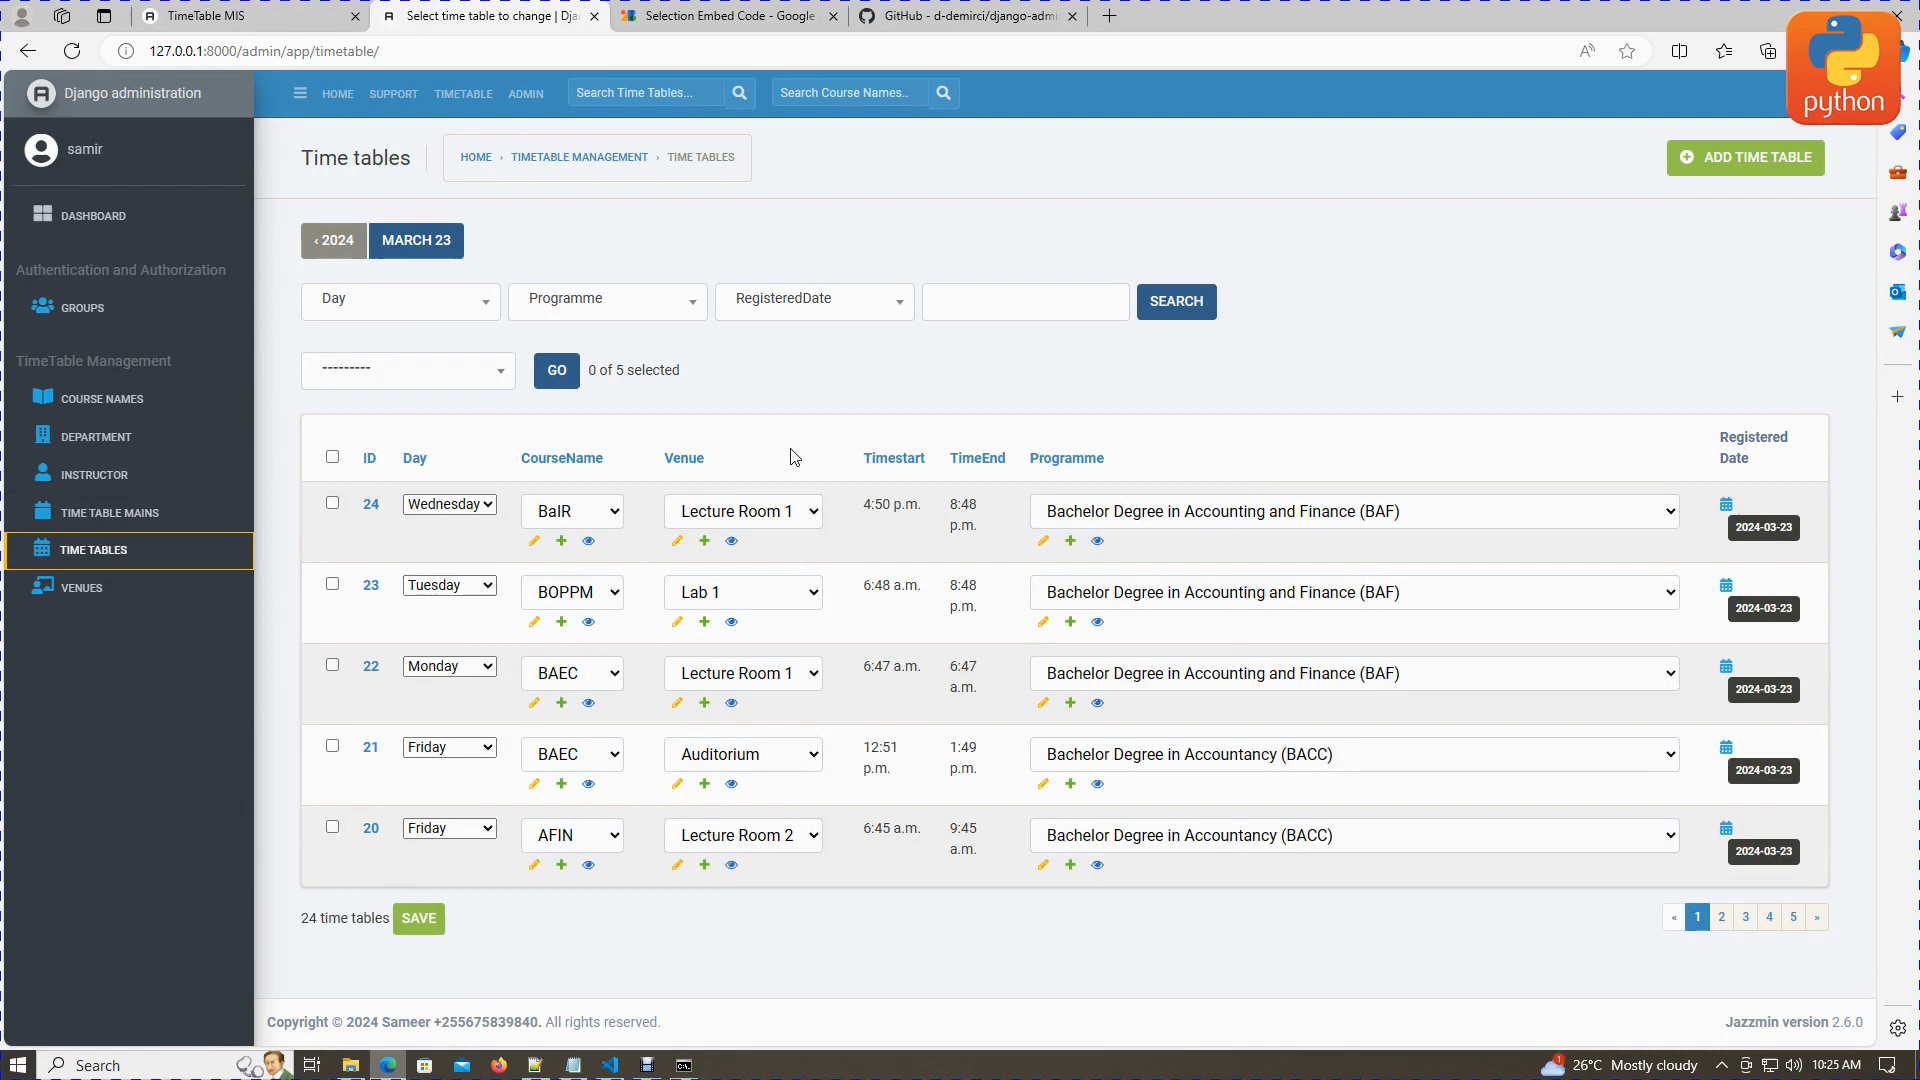 TimeTable MIS
Select time table to change | Dja
Selection Embed Code - Google
GitHub - d-demirci/django-adm
127.0.0.1:8000/admin/app/timetable/
python
Django administration
HOME
SUPPORT
TIMETABLE
ADMIN
Search Time Tables...
Search Course Names..
samir
Time tables
HOME › TIMETABLE MANAGEMENT › TIME TABLES
ADD TIME TABLE
DASHBOARD
Authentication and Authorization
GROUPS
TimeTable Management
COURSE NAMES
DEPARTMENT
INSTRUCTOR
TIME TABLE MAINS
TIME TABLES
VENUES
‹ 2024
MARCH 23
Day
Programme
RegisteredDate
SEARCH
---------
GO
0 of 5 selected
ID Day CourseName Venue Timestart TimeEnd Programme Registered Date
24 Wednesday BaIR Lecture Room 1 4:50 p.m. 8:48 p.m. Bachelor Degree in Accounting and Finance (BAF) 2024-03-23
23 Tuesday BOPPM Lab 1 6:48 a.m. 8:48 p.m. Bachelor Degree in Accounting and Finance (BAF) 2024-03-23
22 Monday BAEC Lecture Room 1 6:47 a.m. 6:47 a.m. Bachelor Degree in Accounting and Finance (BAF) 2024-03-23
21 Friday BAEC Auditorium 12:51 p.m. 1:49 p.m. Bachelor Degree in Accountancy (BACC) 2024-03-23
20 Friday AFIN Lecture Room 2 6:45 a.m. 9:45 a.m. Bachelor Degree in Accountancy (BACC) 2024-03-23
24 time tables
SAVE
« 1 2 3 4 5 »
Copyright © 2024 Sameer +255675839840. All rights reserved.
Jazzmin version 2.6.0
Search
1
26°C Mostly cloudy
10:25 AM